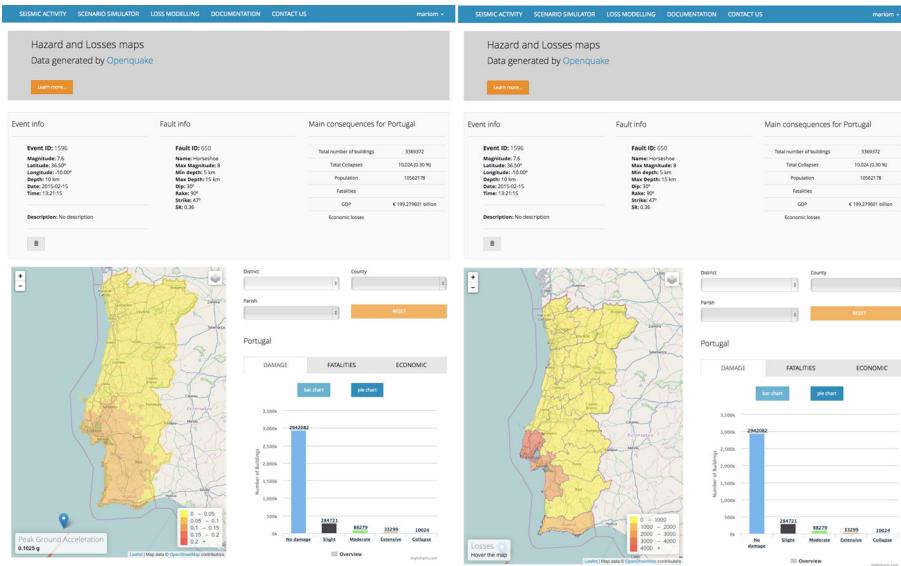 SEISMIC ACTIVITY SCENARIO SIMULATOR LOSS MODELLING DOCUMENTATION CONTACT US mariom
Hazard and Losses maps
Data generated by Openquake
Learn more...
Event info
Event ID: 1596
Magnitude: 7.6
Latitude: 36.50º
Longitude: -10.00º
Depth: 10 km
Date: 2015-02-15
Time: 13:21:15
Description: No description
Fault info
Fault ID: 650
Name: Horseshoe
Max Magnitude: 8
Min depth: 5 km
Max Depth: 15 km
Dip: 30º
Rake: 90º
Strike: 47º
SR: 0.36
Main consequences for Portugal
Total number of buildings 3369372
Total Collapses 10,024 (0.30 %)
Population 10562178
Fatalities
GDP € 199,279601 billion
Economic losses
+
−
Peak Ground Acceleration
0.1025 g
0 – 0.05
0.05 – 0.1
0.1 – 0.15
0.15 – 0.2
0.2 +
Leaflet | Map data © OpenStreetMap contributors
District County
Parish RESET
Portugal
DAMAGE FATALITIES ECONOMIC
bar chart pie chart
Number of Buildings
3,500k
3,000k
2,500k
2,000k
1,500k
1,000k
500k
0k
2942082
284721
88279
33299
10024
No damage Slight Moderate Extensive Collapse
Overview
Highcharts.com
SEISMIC ACTIVITY SCENARIO SIMULATOR LOSS MODELLING DOCUMENTATION CONTACT US mariom
Hazard and Losses maps
Data generated by Openquake
Learn more...
Event info
Event ID: 1596
Magnitude: 7.6
Latitude: 36.50º
Longitude: -10.00º
Depth: 10 km
Date: 2015-02-15
Time: 13:21:15
Description: No description
Fault info
Fault ID: 650
Name: Horseshoe
Max Magnitude: 8
Min depth: 5 km
Max Depth: 15 km
Dip: 30º
Rake: 90º
Strike: 47º
SR: 0.36
Main consequences for Portugal
Total number of buildings 3369372
Total Collapses 10,024 (0.30 %)
Population 10562178
Fatalities
GDP € 199,279601 billion
Economic losses
+
−
Losses
Hover the map
0 – 1000
1000 – 2000
2000 – 3000
3000 – 4000
4000 +
Leaflet | Map data © OpenStreetMap contributors
District County
Parish RESET
Portugal
DAMAGE FATALITIES ECONOMIC
bar chart pie chart
Number of Buildings
3,500k
3,000k
2,500k
2,000k
1,500k
1,000k
500k
0k
2942082
284721
88279
33299
10024
No
damage Slight Moderate Extensive Collapse
Overview
Highcharts.com